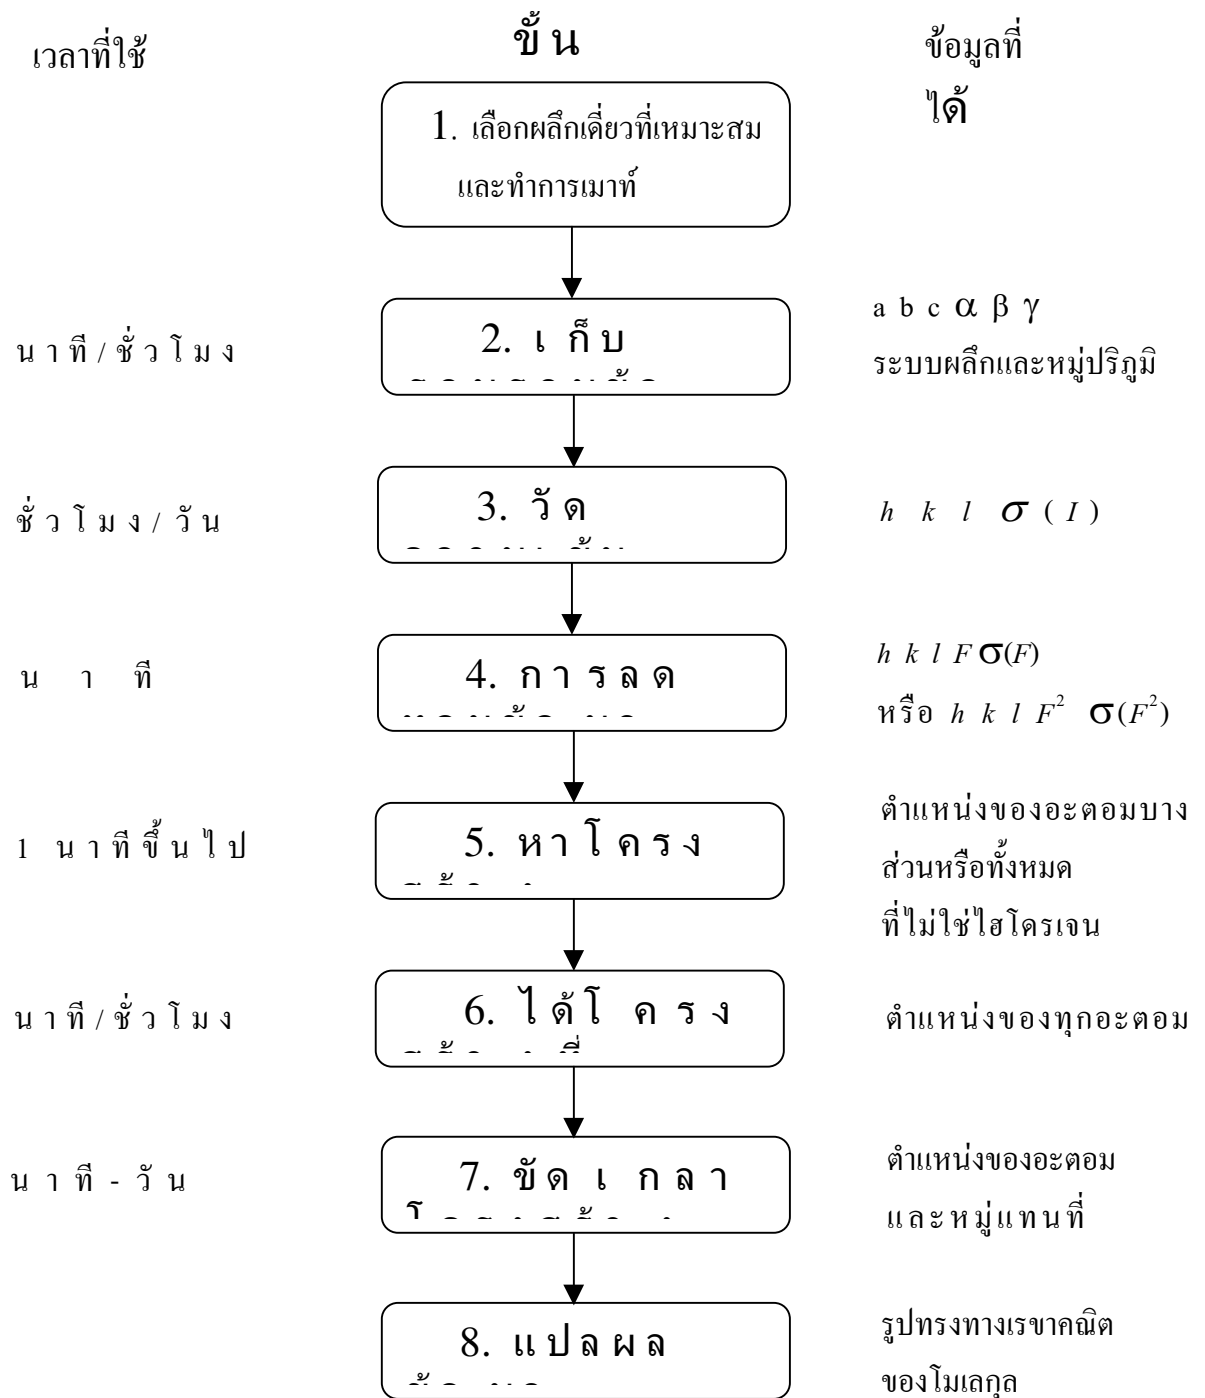 เวลาที่ใช้
ขั้น
ข้อมูลที่
ได้
1. เลือกผลึกเดี่ยวที่เหมาะสม
และทำการเมาท์
นาที/ชั่วโมง
2. เก็บ
a b c α β γ
ระบบผลึกและหมู่ปริภูมิ
ชั่วโมง/วัน
3. วัด
h k l σ (I)
นาที
4. การลด
h k l F σ(F)
หรือ h k l F² σ(F²)
1 นาทีขึ้นไป
5. หาโครง
ตำแหน่งของอะตอมบาง
ส่วนหรือทั้งหมด
ที่ไม่ใช่ไฮโดรเจน
นาที/ชั่วโมง
6. ได้โครง
ตำแหน่งของทุกอะตอม
นาที - วัน
7. ขัดเกลา
ตำแหน่งของอะตอม
และหมู่แทนที่
8. แปลผล
รูปทรงทางเรขาคณิต
ของโมเลกุล